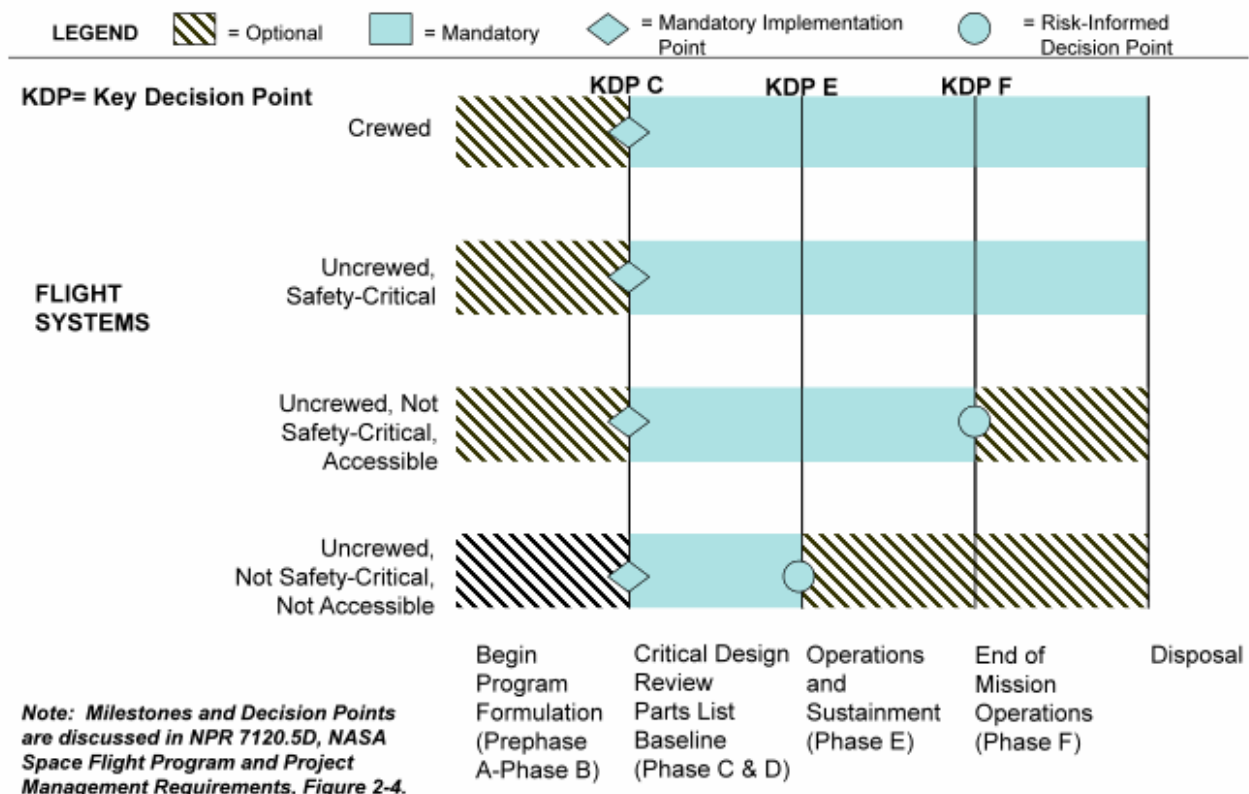 LEGEND
= Optional
= Mandatory
= Mandatory Implementation
Point
= Risk-Informed
Decision Point
KDP= Key Decision Point
KDP C
KDP E
KDP F
Crewed
FLIGHT
SYSTEMS
Uncrewed,
Safety-Critical
Uncrewed, Not
Safety-Critical,
Accessible
Uncrewed,
Not Safety-Critical,
Not Accessible
Begin
Program
Formulation
(Prephase
A-Phase B)
Critical Design
Review
Parts List
Baseline
(Phase C & D)
Operations
and
Sustainment
(Phase E)
End of
Mission
Operations
(Phase F)
Disposal
Note: Milestones and Decision Points
are discussed in NPR 7120.5D, NASA
Space Flight Program and Project
Management Requirements, Figure 2-4.